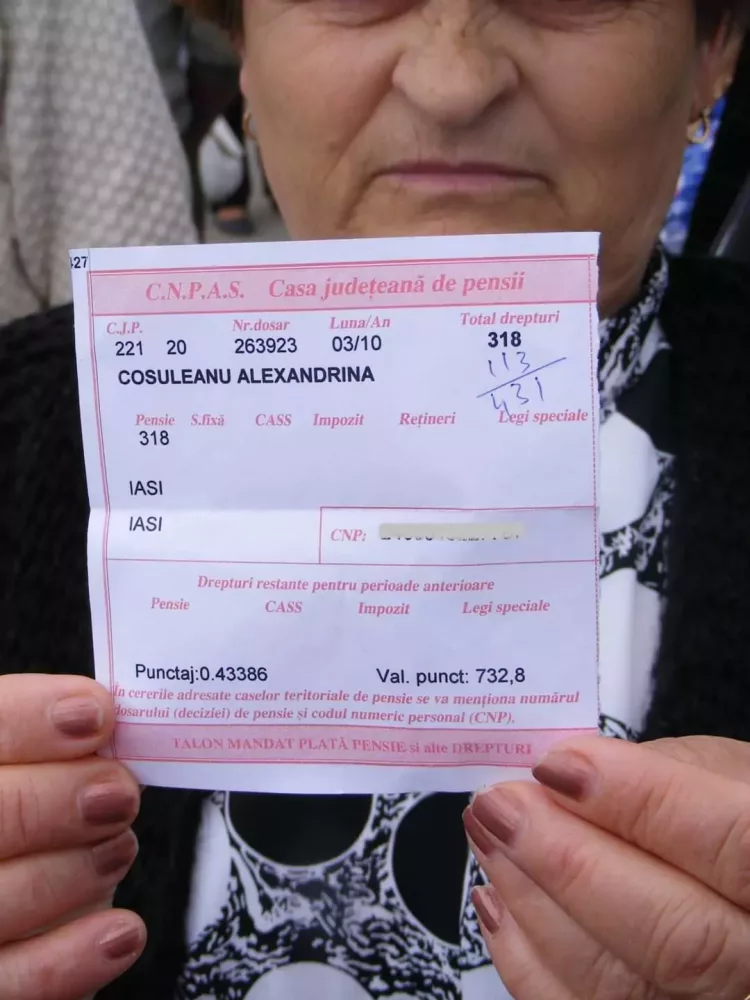 427
C.N.P.A.S. Casa județeană de pensii
C.J.P. Nr.dosar Luna/An Total drepturi
221 20 263923 03/10 318
113
COSULEANU ALEXANDRINA
431
Pensie S.fixă CASS Impozit Rețineri Legi speciale
318
IASI
IASI
CNP:
Drepturi restante pentru perioade anterioare
Pensie CASS Impozit Legi speciale
Punctaj:0.43386 Val. punct: 732,8
In cererile adresate caselor teritoriale de pensie se va menționa numărul
dosarului (deciziei) de pensie și codul numeric personal (CNP).
TALON MANDAT PLATĂ PENSIE si alte DREPTURI